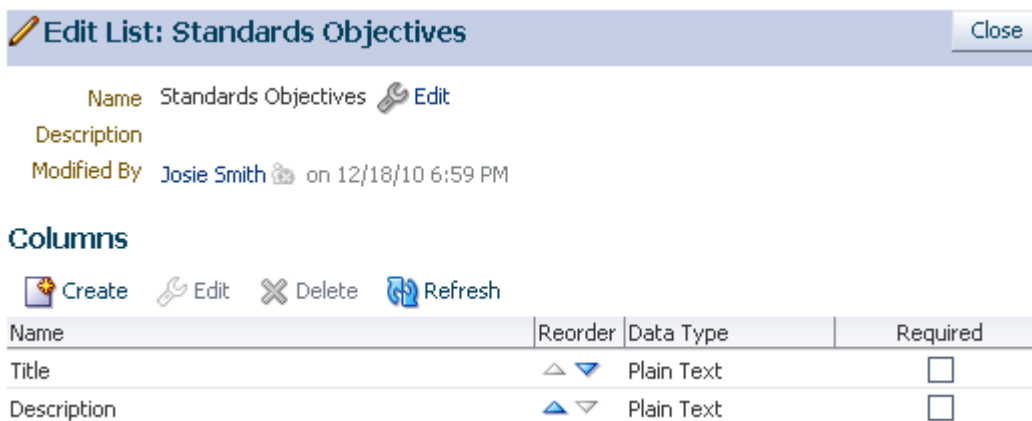 Edit List: Standards Objectives Close
Name Standards Objectives Edit
Description
Modified By Josie Smith on 12/18/10 6:59 PM
Columns
Create Edit Delete Refresh
Name Reorder Data Type Required
Title Plain Text
Description Plain Text